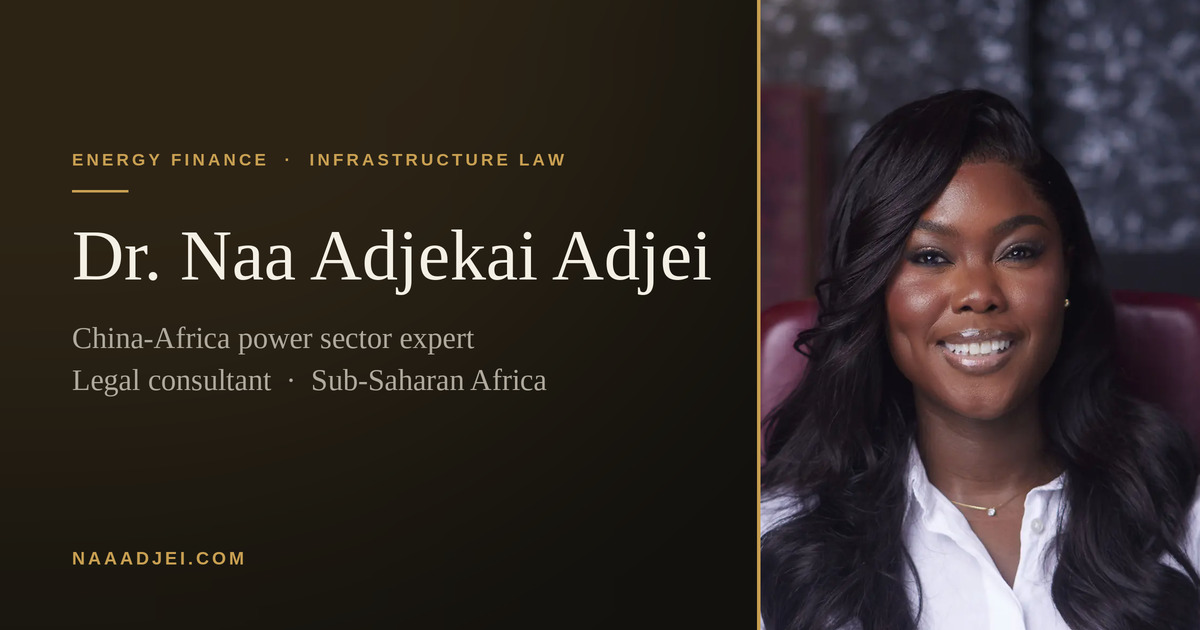 ENERGY FINANCE · INFRASTRUCTURE LAW
Dr. Naa Adjekai Adjei
China-Africa power sector expert
Legal consultant · Sub-Saharan Africa
NAAADJEI.COM